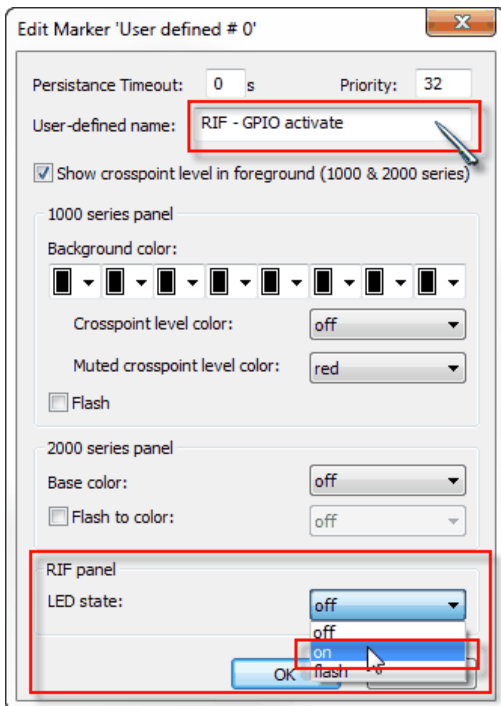 Edit Marker 'User defined # 0'
Persistance Timeout: 0 s Priority: 32
User-defined name: RIF - GPIO activate
Show crosspoint level in foreground (1000 & 2000 series)
1000 series panel
Background color:
Crosspoint level color: off
Muted crosspoint level color: red
Flash
2000 series panel
Base color: off
Flash to color: off
RIF panel
LED state: off
off
on
flash
OK